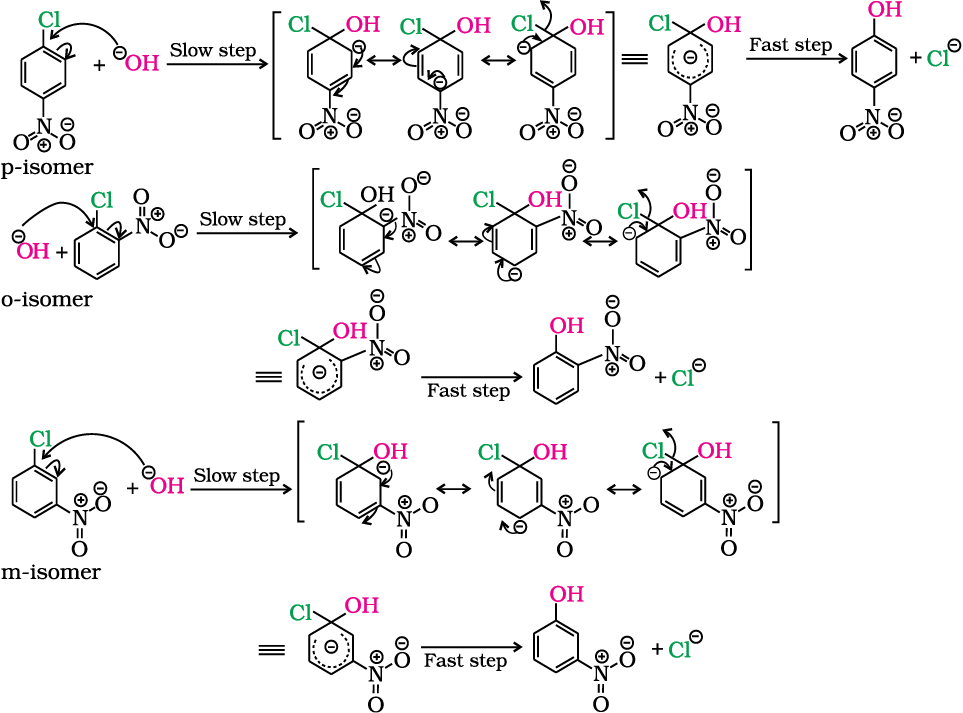 Cl
⊖OH
Cl OH
Cl OH
Cl OH
Cl OH
OH
+ ⊖OH
Slow step
Fast step
+ Cl⊖
N⊕ O O⊖
N⊕ O O⊖
N⊕ O O⊖
N⊕ O O⊖
N⊕ O O⊖
N⊕ O O⊖
p-isomer
Cl O N⊕ O⊖
⊖OH +
Slow step
Cl OH O⊖ N⊕ O
Cl OH O⊖ N⊕ O
Cl OH O⊖ N⊕ O
o-isomer
Cl OH O⊖ N⊕ O
Fast step
OH O⊖ N⊕ O
+ Cl⊖
Cl
+ ⊖OH
Slow step
Cl OH
Cl OH
Cl OH
N⊕ O⊖ O
N⊕ O O
N⊕ O O
N⊕ O⊖ O
m-isomer
Cl OH
N⊕ O⊖ O
Fast step
OH
N⊕ O⊖ O
+ Cl⊖